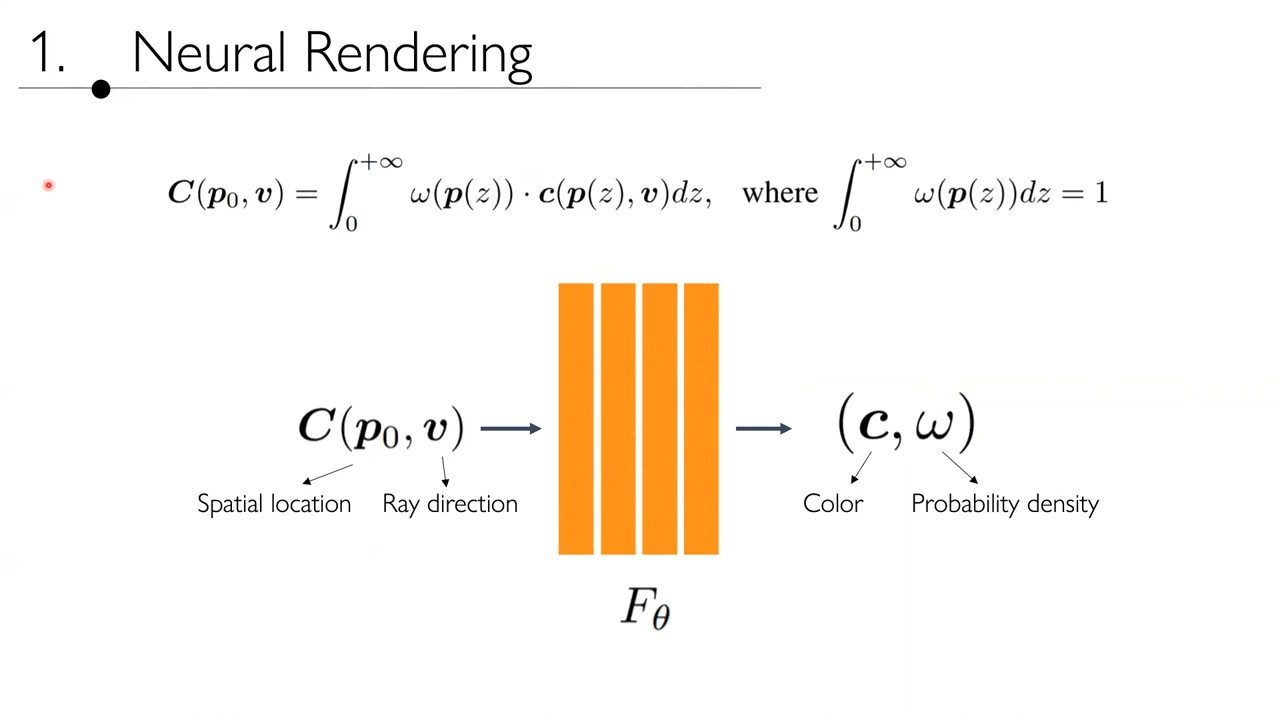 1. Neural Rendering
C(p₀, v) = ∫₀^{+∞} ω(p(z)) · c(p(z), v)dz, where ∫₀^{+∞} ω(p(z))dz = 1
C(p₀, v) (c, ω)
Spatial location Ray direction Color Probability density
F_θ